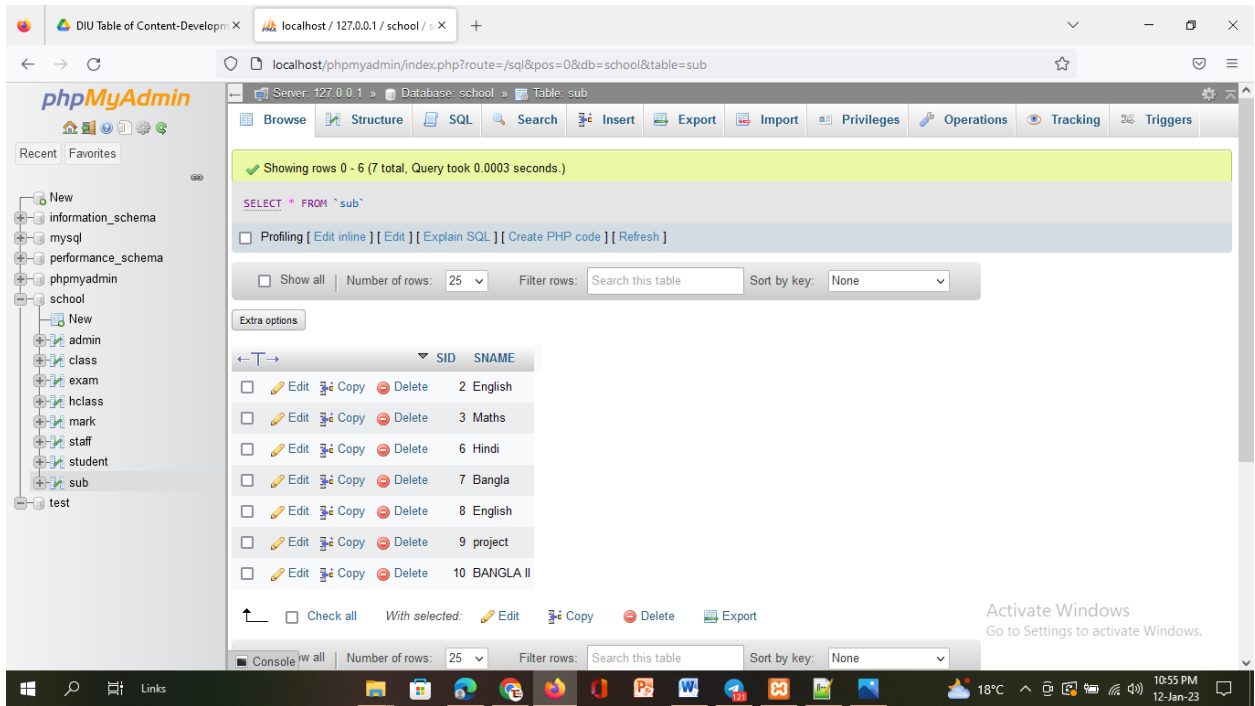 DIU Table of Content-Developm
localhost / 127.0.0.1 / school / s
localhost/phpmyadmin/index.php?route=/sql&pos=0&db=school&table=sub
phpMyAdmin
Recent Favorites
New
information_schema
mysql
performance_schema
phpmyadmin
school
New
admin
class
exam
hclass
mark
staff
student
sub
test
Server: 127.0.0.1 » Database: school » Table: sub
Browse Structure SQL Search Insert Export Import Privileges Operations Tracking Triggers
Showing rows 0 - 6 (7 total, Query took 0.0003 seconds.)
SELECT * FROM `sub`
Profiling [ Edit inline ] [ Edit ] [ Explain SQL ] [ Create PHP code ] [ Refresh ]
Show all | Number of rows: 25 Filter rows: Search this table Sort by key: None
Extra options
←T→ SID SNAME
Edit Copy Delete 2 English
Edit Copy Delete 3 Maths
Edit Copy Delete 6 Hindi
Edit Copy Delete 7 Bangla
Edit Copy Delete 8 English
Edit Copy Delete 9 project
Edit Copy Delete 10 BANGLA II
Check all With selected: Edit Copy Delete Export
Console ow all | Number of rows: 25 Filter rows: Search this table Sort by key: None
Activate Windows
Go to Settings to activate Windows.
Links
121
18°C
10:55 PM
12-Jan-23